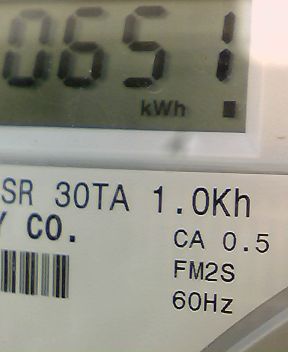 0651
kWh
SR 30TA 1.0Kh
Y CO.
CA 0.5
FM2S
60Hz